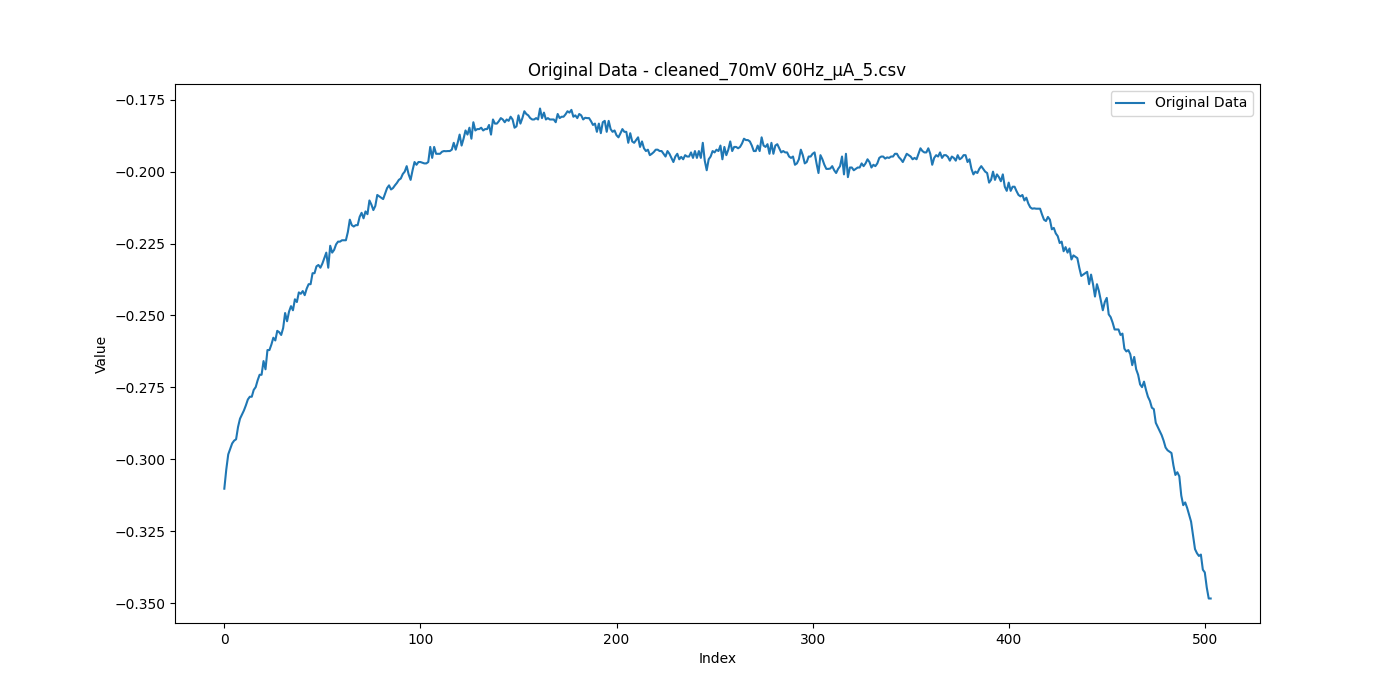 Original Data - cleaned_70mV 60Hz_μA_5.csv
Original Data
−0.175
−0.200
−0.225
−0.250
−0.275
−0.300
−0.325
−0.350
Value
0 100 200 300 400 500
Index